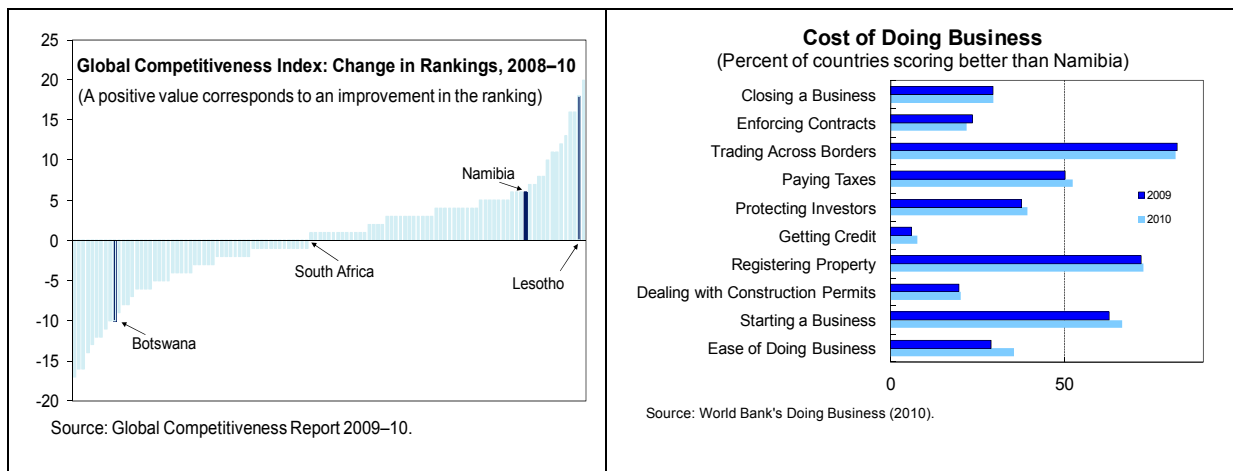 25
20
15
10
5
0
-5
-10
-15
-20
Global Competitiveness Index: Change in Rankings, 2008–10
(A positive value corresponds to an improvement in the ranking)
Namibia
South Africa
Lesotho
Botswana
Source: Global Competitiveness Report 2009–10.
Cost of Doing Business
(Percent of countries scoring better than Namibia)
Closing a Business
Enforcing Contracts
Trading Across Borders
Paying Taxes
Protecting Investors
Getting Credit
Registering Property
Dealing with Construction Permits
Starting a Business
Ease of Doing Business
2009
2010
0 50
Source: World Bank's Doing Business (2010).